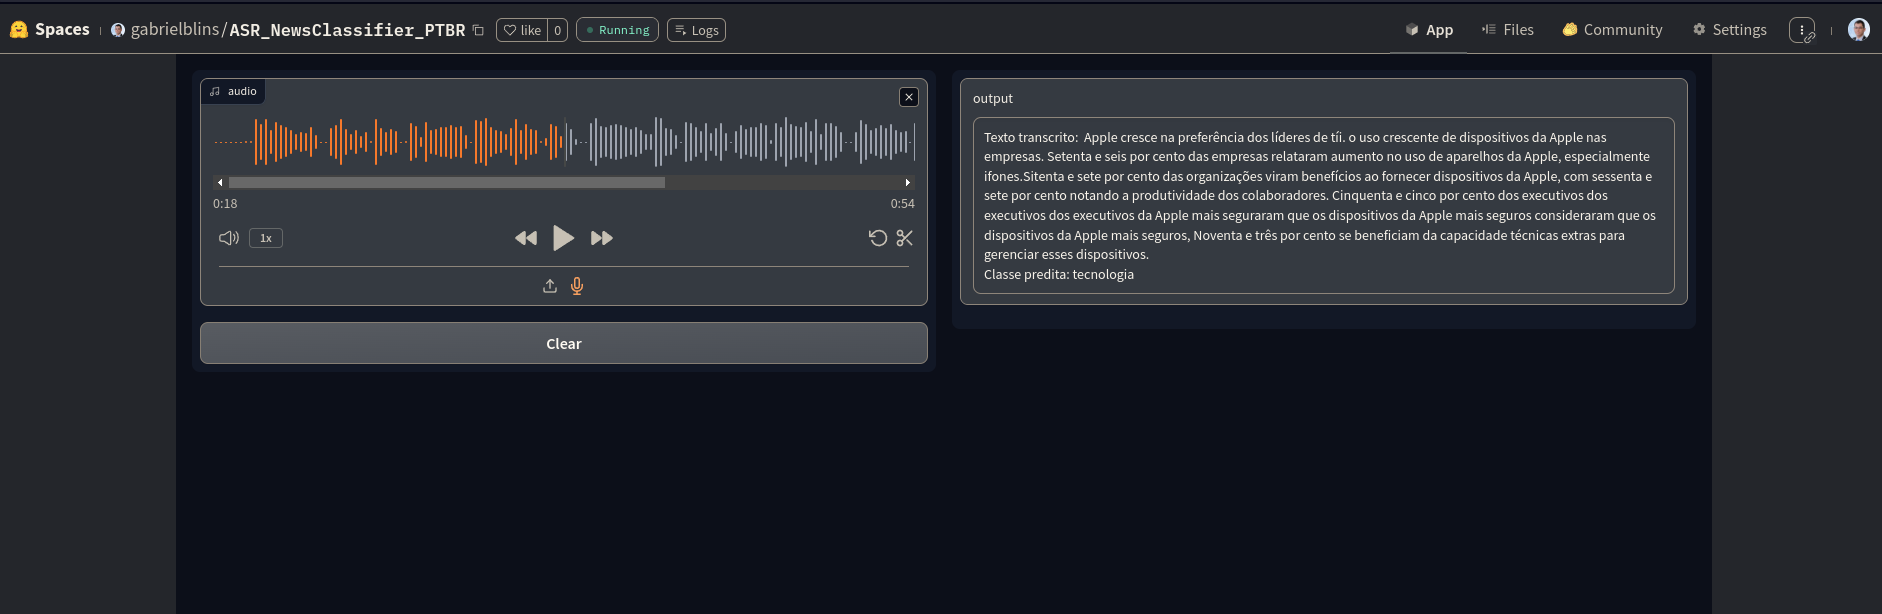 Spaces
gabrielblins/ASR_NewsClassifier_PTBR
like 0
Running
Logs
App
Files
Community
Settings
audio
0:18
0:54
1x
Clear
output
Texto transcrito:  Apple cresce na preferência dos líderes de tíi. o uso crescente de dispositivos da Apple nas
empresas. Setenta e seis por cento das empresas relataram aumento no uso de aparelhos da Apple, especialmente
ifones.Sitenta e sete por cento das organizações viram benefícios ao fornecer dispositivos da Apple, com sessenta e
sete por cento notando a produtividade dos colaboradores. Cinquenta e cinco por cento dos executivos dos
executivos dos executivos da Apple mais seguraram que os dispositivos da Apple mais seguros consideraram que os
dispositivos da Apple mais seguros, Noventa e três por cento se beneficiam da capacidade técnicas extras para
gerenciar esses dispositivos.
Classe predita: tecnologia